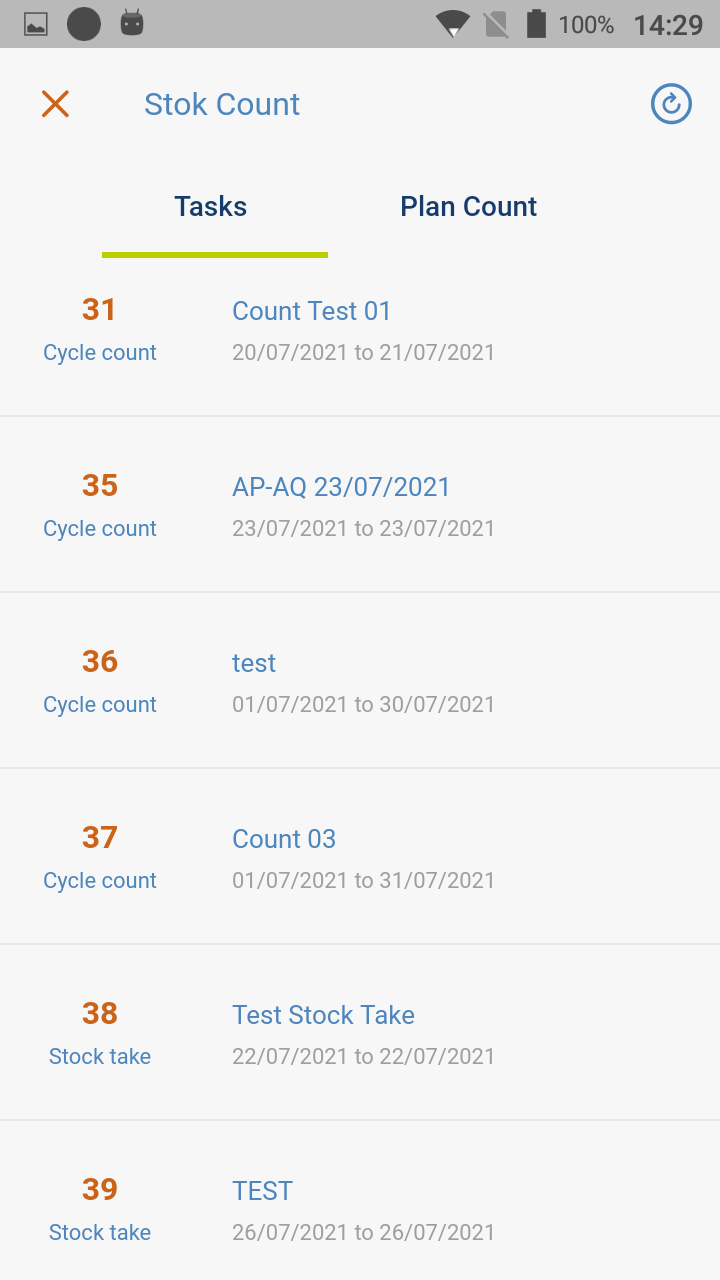 100% 14:29
Stok Count
Tasks Plan Count
31 Count Test 01
Cycle count 20/07/2021 to 21/07/2021
35 AP-AQ 23/07/2021
Cycle count 23/07/2021 to 23/07/2021
36 test
Cycle count 01/07/2021 to 30/07/2021
37 Count 03
Cycle count 01/07/2021 to 31/07/2021
38 Test Stock Take
Stock take 22/07/2021 to 22/07/2021
39 TEST
Stock take 26/07/2021 to 26/07/2021